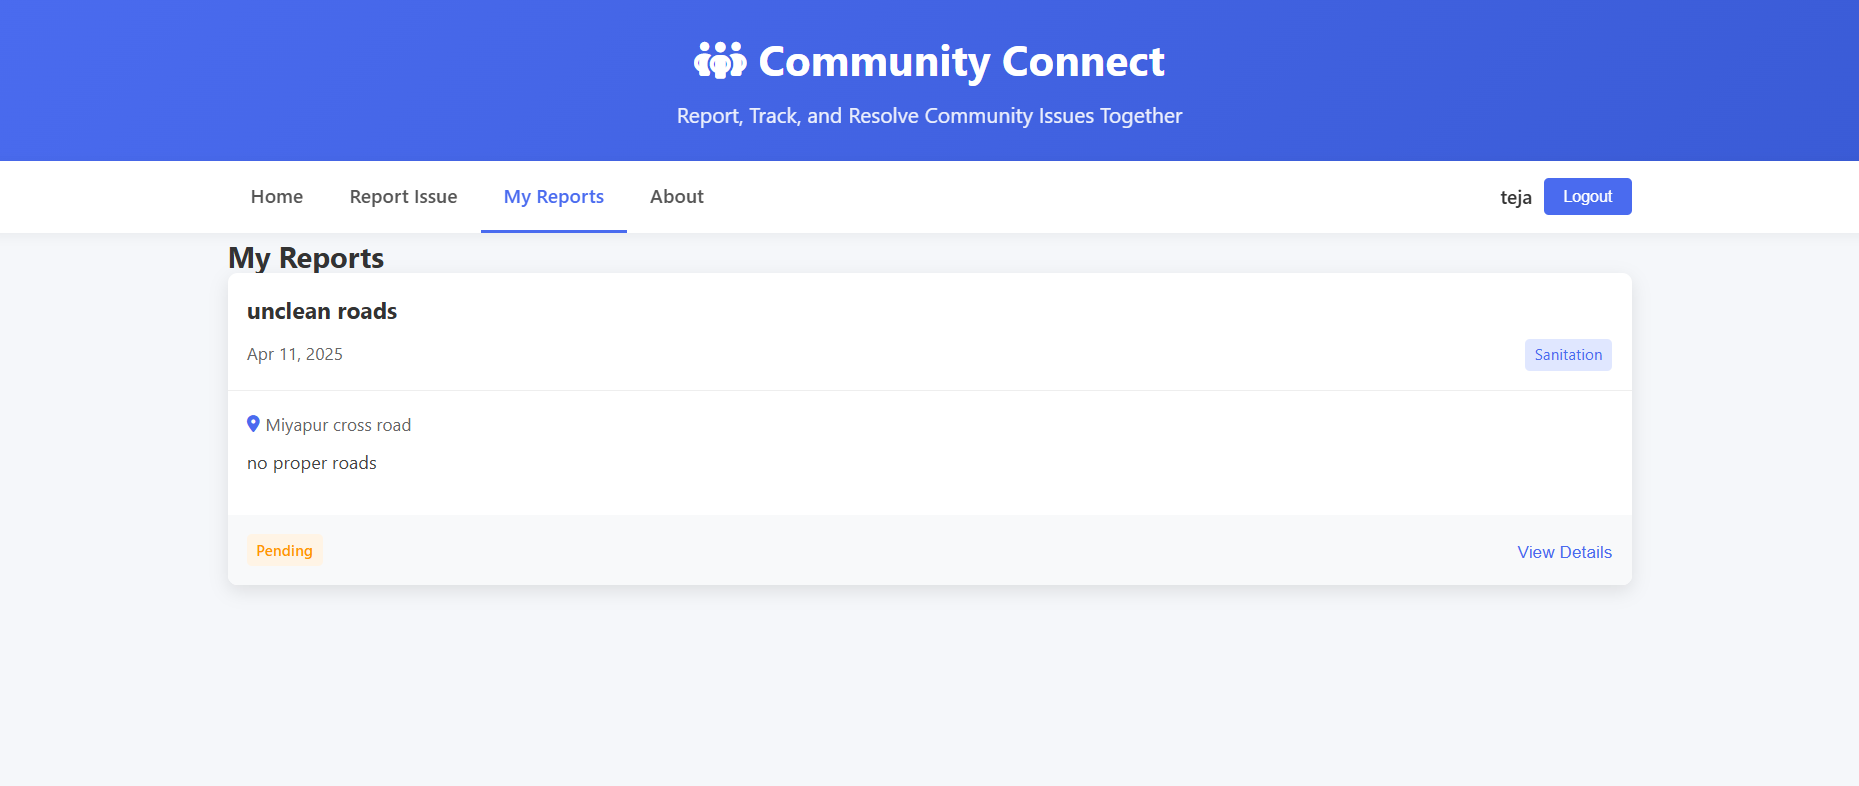 Community Connect
Report, Track, and Resolve Community Issues Together
Home Report Issue My Reports About teja Logout
My Reports
unclean roads
Apr 11, 2025 Sanitation
Miyapur cross road
no proper roads
Pending View Details